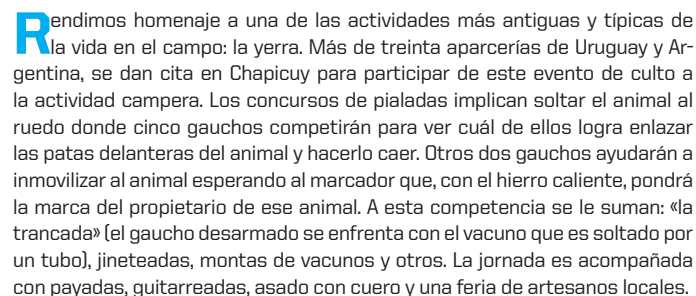 Rendimos homenaje a una de las actividades más antiguas y típicas de
la vida en el campo: la yerra. Más de treinta aparcerías de Uruguay y Ar-
gentina, se dan cita en Chapicuy para participar de este evento de culto a
la actividad campera. Los concursos de pialadas implican soltar el animal al
ruedo donde cinco gauchos competirán para ver cuál de ellos logra enlazar
las patas delanteras del animal y hacerlo caer. Otros dos gauchos ayudarán a
inmovilizar al animal esperando al marcador que, con el hierro caliente, pondrá
la marca del propietario de ese animal. A esta competencia se le suman: «la
trancada» (el gaucho desarmado se enfrenta con el vacuno que es soltado por
un tubo), jineteadas, montas de vacunos y otros. La jornada es acompañada
con payadas, guitarreadas, asado con cuero y una feria de artesanos locales.